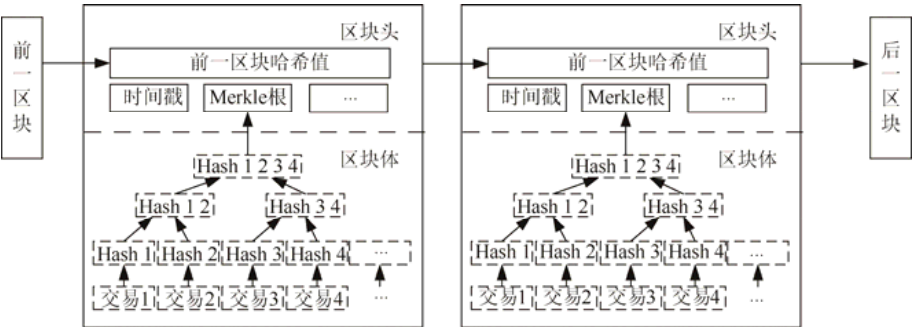 前一区块
区块头
前一区块哈希值
时间戳 Merkle根 …
区块体
Hash 1 2 3 4
Hash 1 2 Hash 3 4
Hash 1 Hash 2 Hash 3 Hash 4 …
交易1 交易2 交易3 交易4 …
区块头
前一区块哈希值
时间戳 Merkle根 …
区块体
Hash 1 2 3 4
Hash 1 2 Hash 3 4
Hash 1 Hash 2 Hash 3 Hash 4 …
交易1 交易2 交易3 交易4 …
后一区块